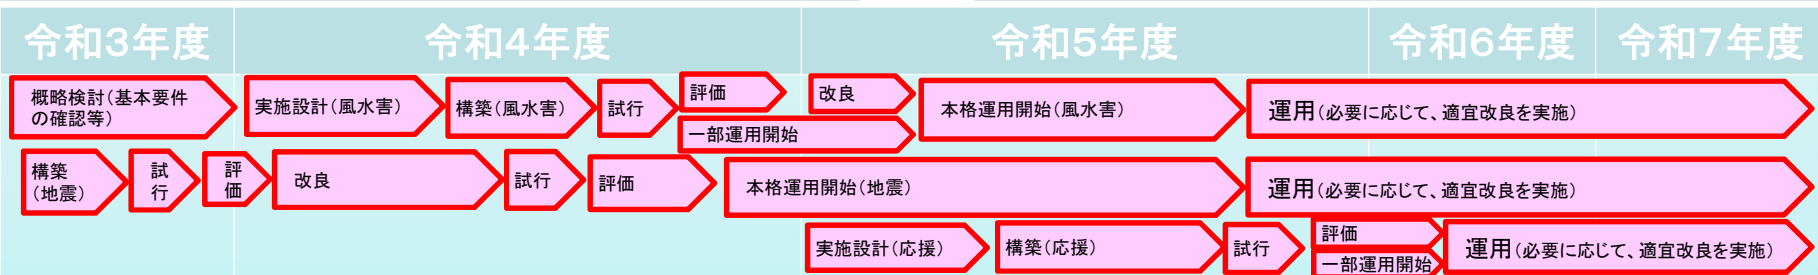 令和3年度
令和4年度
令和5年度
令和6年度
令和7年度
概略検討(基本要件
の確認等)
実施設計(風水害)
構築(風水害)
試行
評価
一部運用開始
改良
本格運用開始(風水害)
運用(必要に応じて、適宜改良を実施)
構築
(地震)
試
行
評
価
改良
試行
評価
本格運用開始(地震)
運用(必要に応じて、適宜改良を実施)
実施設計(応援)
構築(応援)
試行
評価
一部運用開始
運用(必要に応じて、適宜改良を実施)